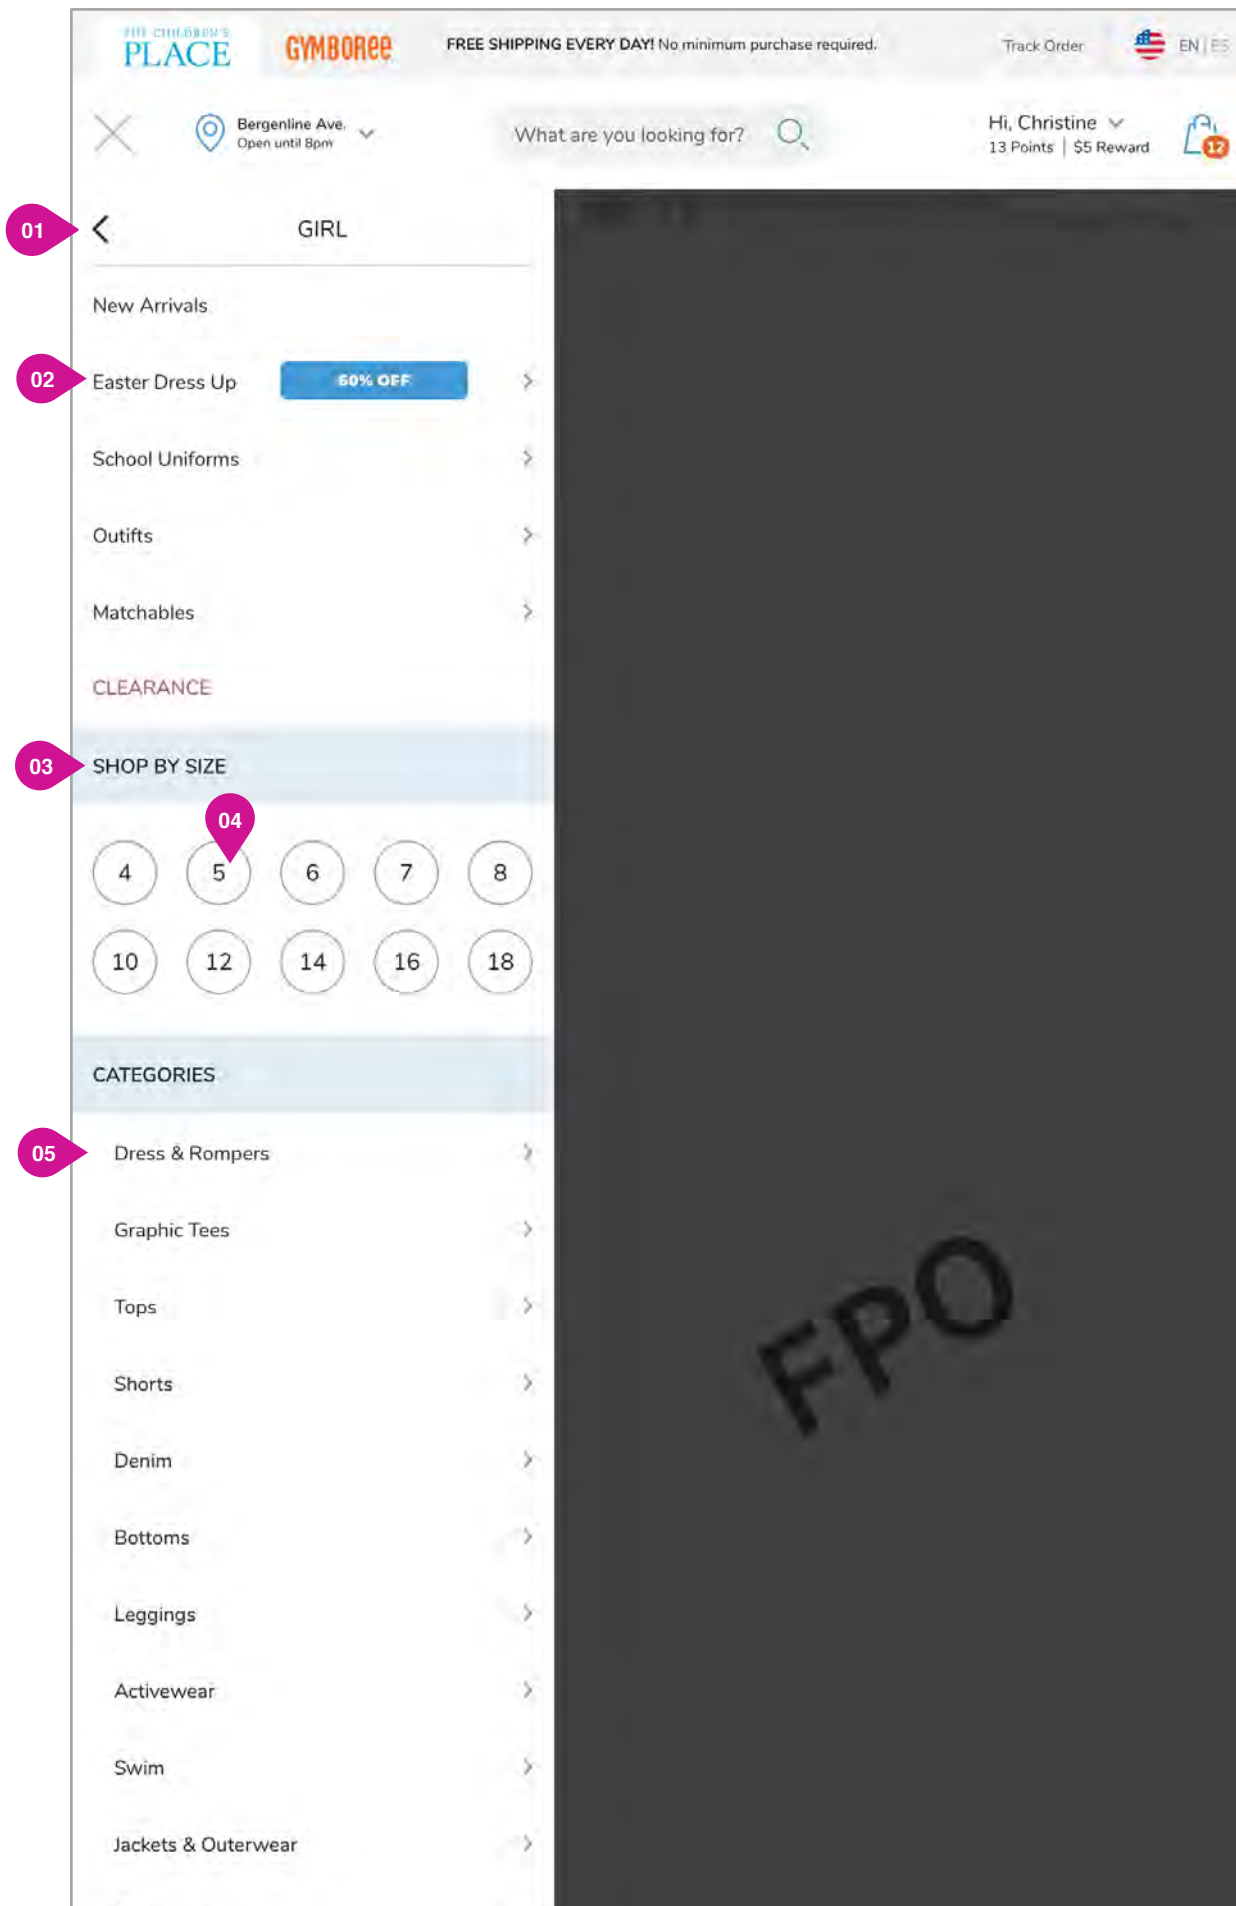 THE CHILDREN'S
PLACE
GYMBOREE
FREE SHIPPING EVERY DAY! No minimum purchase required.
Track Order
EN | ES
Bergenline Ave.
Open until 8pm
What are you looking for?
Hi, Christine
13 Points | $5 Reward
12
01
GIRL
New Arrivals
02
Easter Dress Up
60% OFF
School Uniforms
Outifts
Matchables
CLEARANCE
03
SHOP BY SIZE
04
4 5 6 7 8
10 12 14 16 18
CATEGORIES
05
Dress & Rompers
Graphic Tees
Tops
Shorts
Denim
Bottoms
Leggings
Activewear
Swim
Jackets & Outerwear
FPO